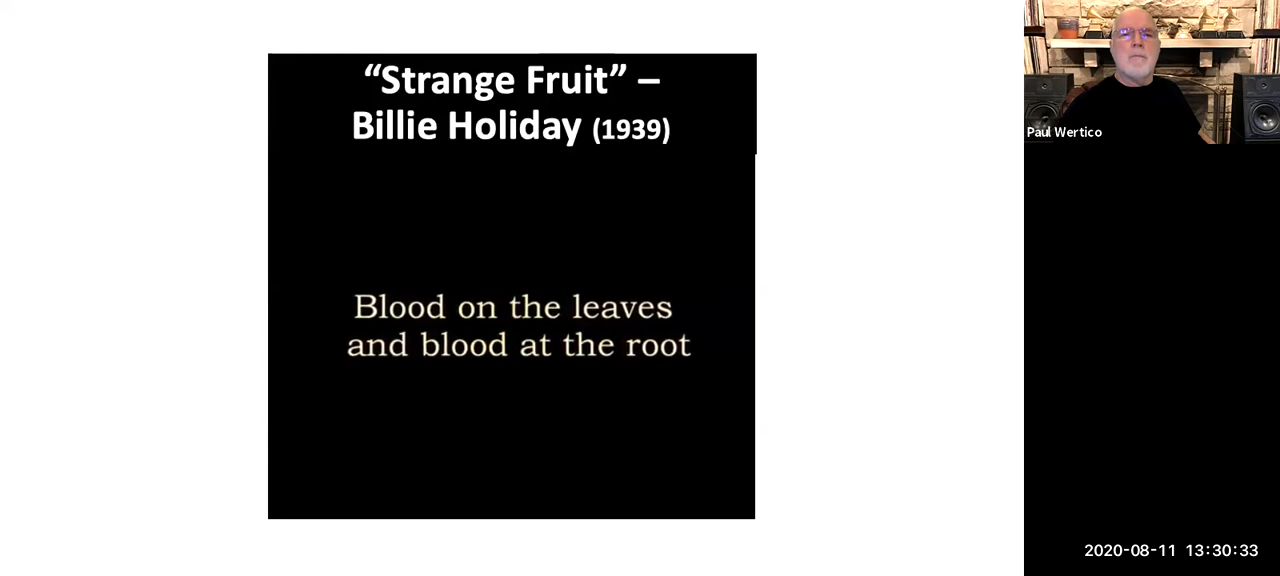 “Strange Fruit” –
Billie Holiday (1939)
Blood on the leaves
and blood at the root
Paul Wertico
2020-08-11 13:30:33